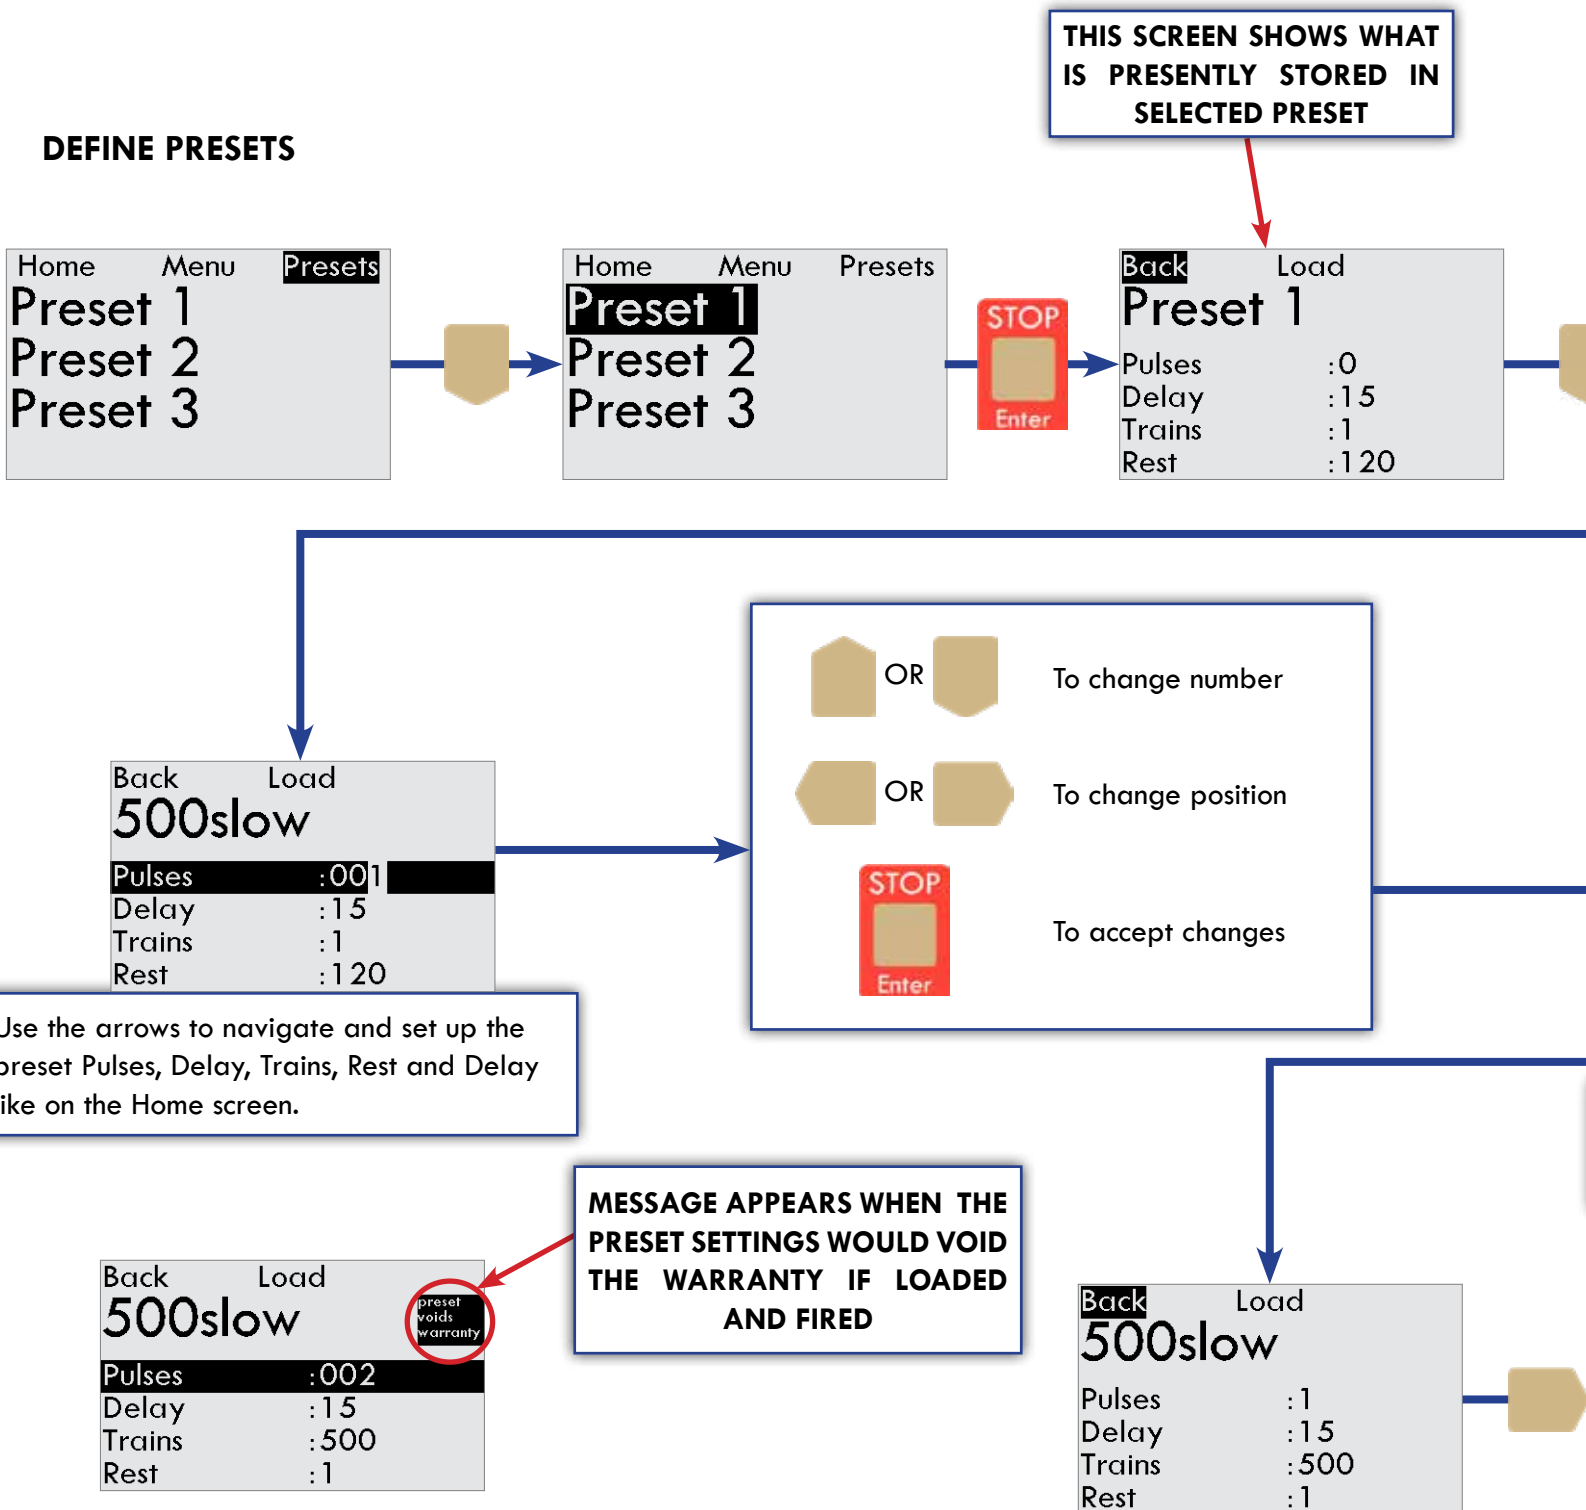 THIS SCREEN SHOWS WHAT
IS PRESENTLY STORED IN
SELECTED PRESET
DEFINE PRESETS
Home Menu Presets
Preset 1
Preset 2
Preset 3
Home Menu Presets
Preset 1
Preset 2
Preset 3
STOP
Enter
Back Load
Preset 1
Pulses :0
Delay :15
Trains :1
Rest :120
OR To change number
OR To change position
STOP
Enter
To accept changes
Back Load
500slow
Pulses :001
Delay :15
Trains :1
Rest :120
Use the arrows to navigate and set up the
preset Pulses, Delay, Trains, Rest and Delay
like on the Home screen.
MESSAGE APPEARS WHEN THE
PRESET SETTINGS WOULD VOID
THE WARRANTY IF LOADED
AND FIRED
Back Load
500slow
preset
voids
warranty
Pulses :002
Delay :15
Trains :500
Rest :1
Back Load
500slow
Pulses :1
Delay :15
Trains :500
Rest :1